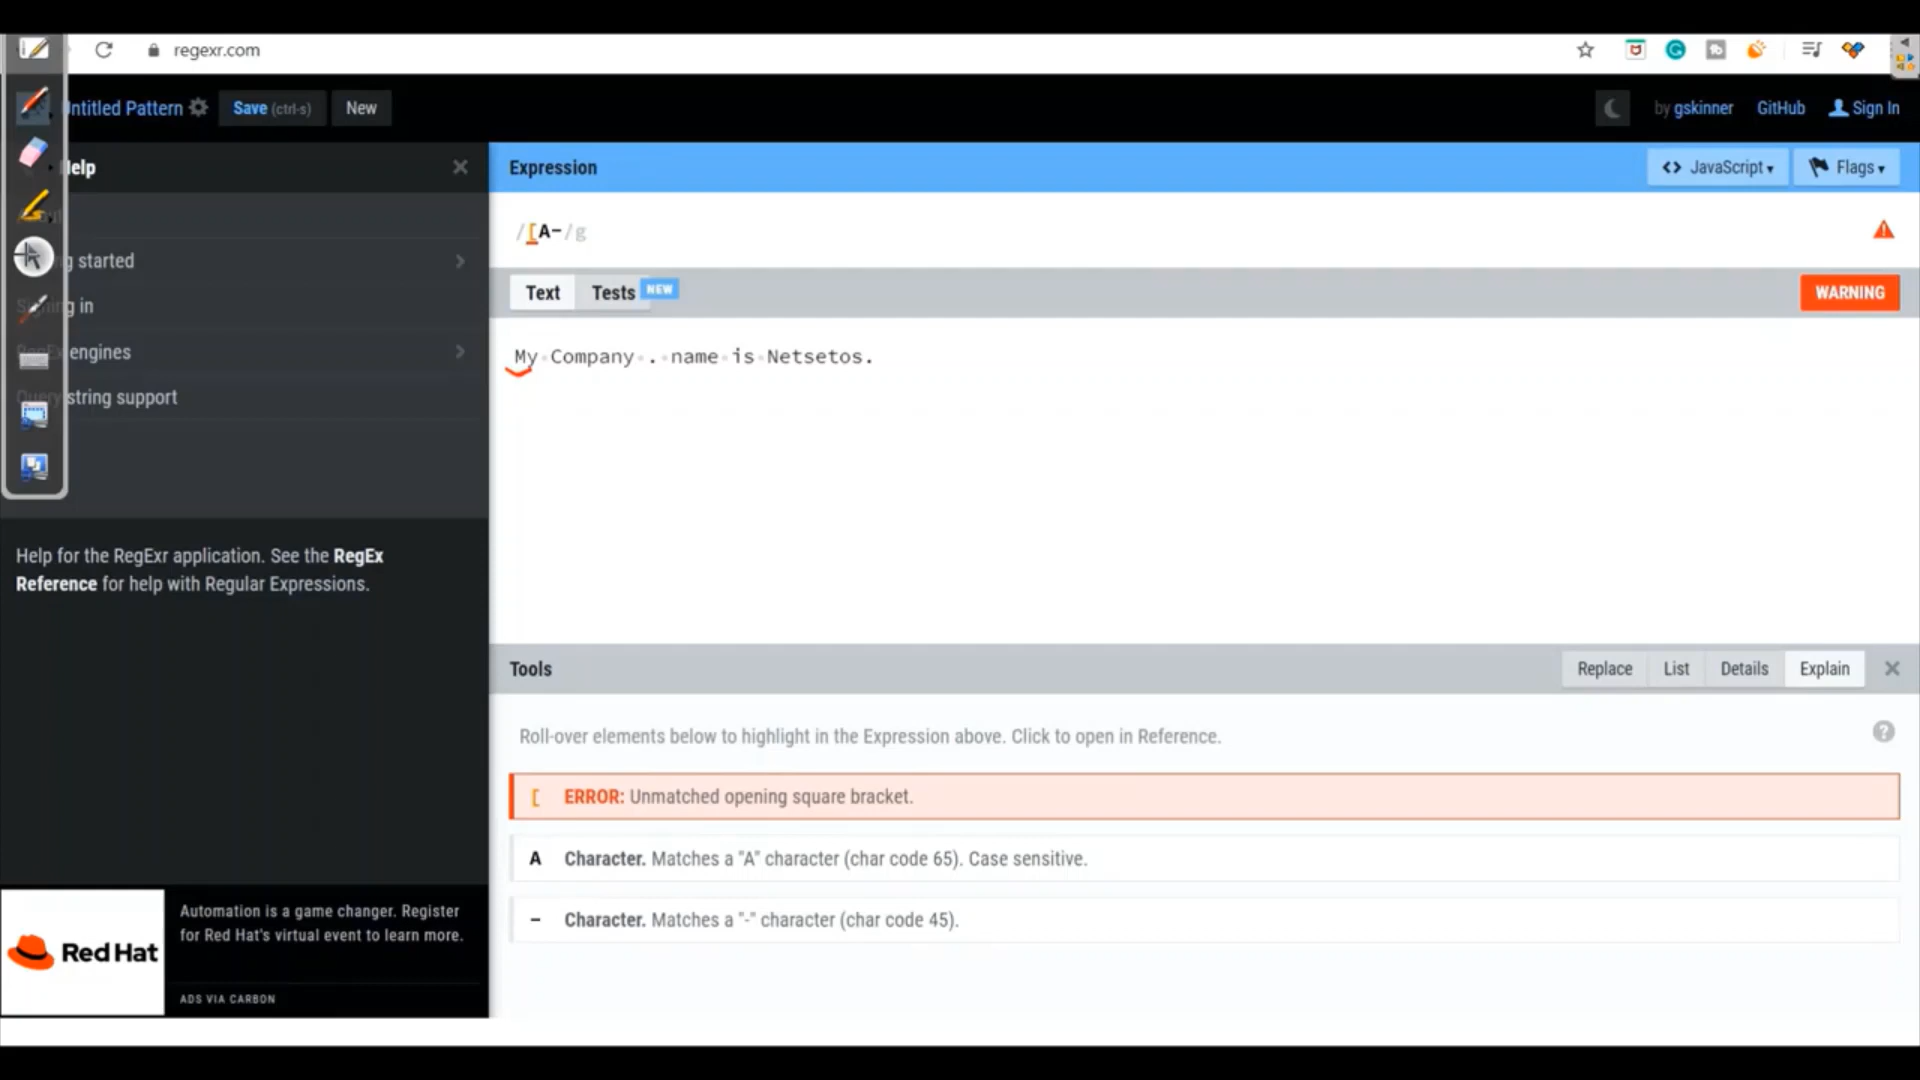 regexr.com
ntitled Pattern
Save (ctrl-s)
New
by gskinner
GitHub
Sign In
elp
g started
Signing in
RegEx engines
Query string support
Help for the RegExr application. See the RegEx
Reference for help with Regular Expressions.
Red Hat
Automation is a game changer. Register
for Red Hat's virtual event to learn more.
ADS VIA CARBON
Expression
<> JavaScript
Flags
/[A-/g
Text
Tests
NEW
WARNING
My Company . name is Netsetos.
Tools
Replace
List
Details
Explain
Roll-over elements below to highlight in the Expression above. Click to open in Reference.
?
[ ERROR: Unmatched opening square bracket.
A Character. Matches a "A" character (char code 65). Case sensitive.
- Character. Matches a "-" character (char code 45).